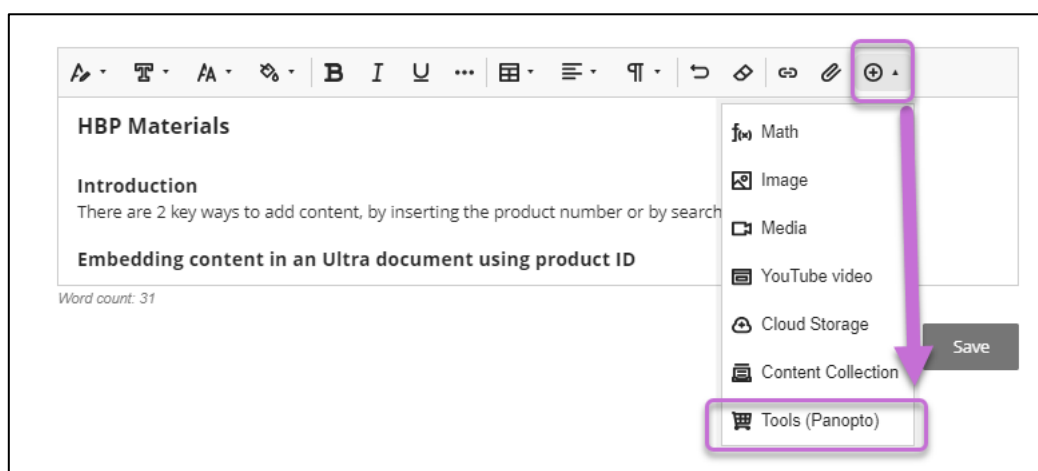 B I U
HBP Materials
Introduction
There are 2 key ways to add content, by inserting the product number or by search
Embedding content in an Ultra document using product ID
Word count: 31
f(x) Math
Image
Media
YouTube video
Cloud Storage
Content Collection
Tools (Panopto)
Save